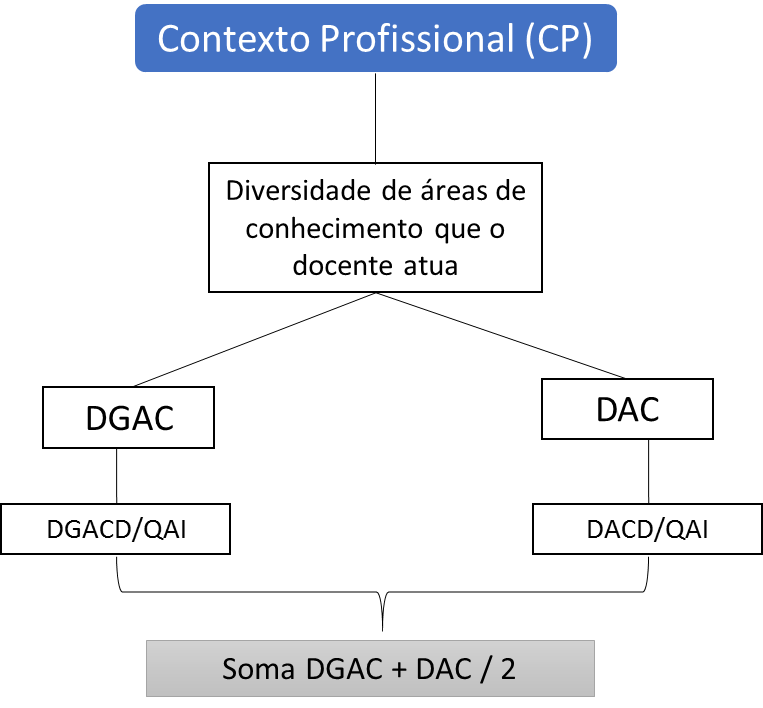 Contexto Profissional (CP)
Diversidade de áreas de
conhecimento que o
docente atua
DGAC
DAC
DGACD/QAI
DACD/QAI
Soma DGAC + DAC / 2